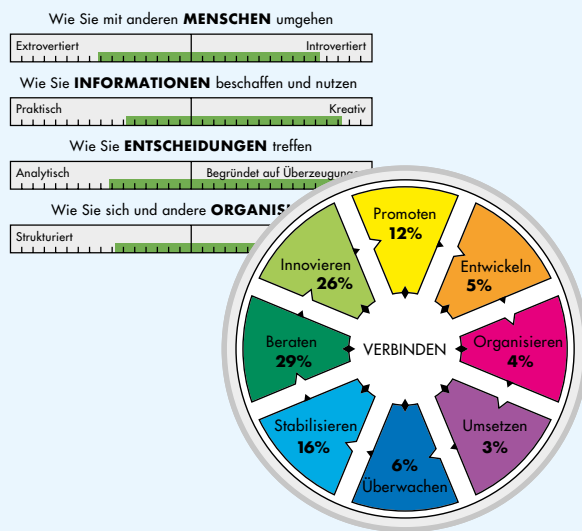 Wie Sie mit anderen MENSCHEN umgehen
Extrovertiert Introvertiert
Wie Sie INFORMATIONEN beschaffen und nutzen
Praktisch Kreativ
Wie Sie ENTSCHEIDUNGEN treffen
Analytisch Begründet auf
Wie Sie sich und andere
Strukturiert
Promoten
12%
Entwickeln
5%
Organisieren
4%
Umsetzen
3%
6%
Überwachen
Stabilisieren
16%
Beraten
29%
Innovieren
26%
VERBINDEN